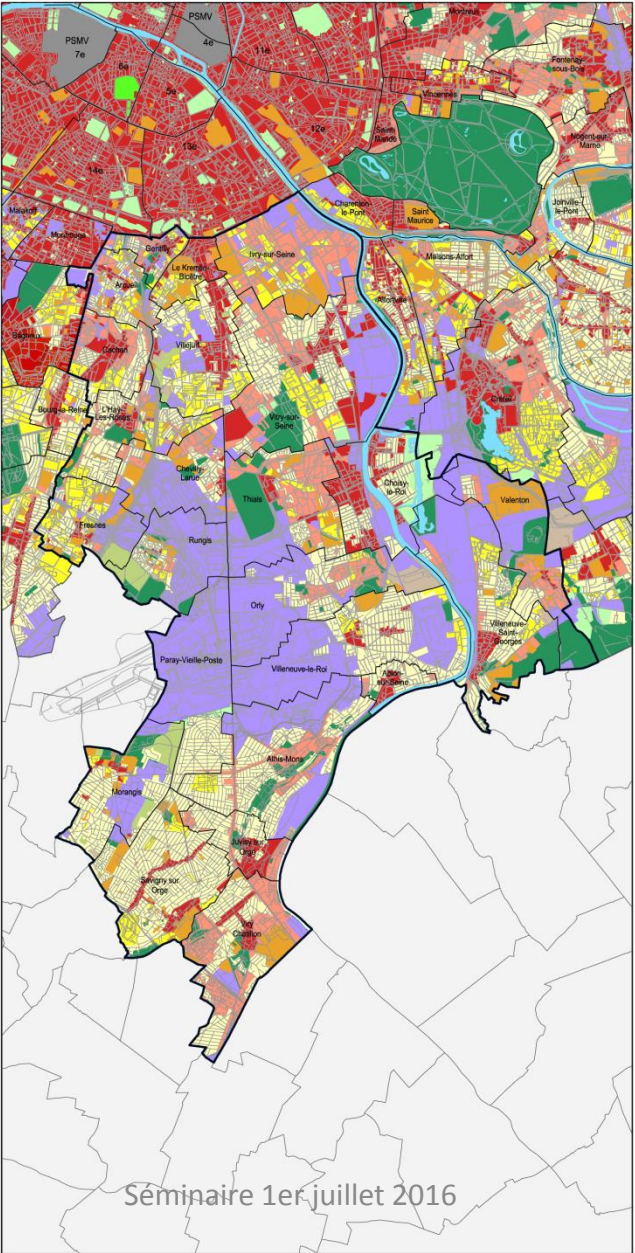 PSMV
7e
PSMV
4e
11e
6e
5e
12e
13e
14e
Montreuil
Fontenay-
sous-Bois
Vincennes
Saint
Mandé
Nogent-sur
Marne
Joinville-
le-Pont
Charenton-
le-Pont
Saint
Maurice
Malakoff
Montrouge
Gentilly
Le Kremlin
Bicêtre
Ivry-sur-Seine
Maisons-Alfort
Arcueil
Alfortville
Bagneux
Cachan
Villejuif
Créteil
Bourg-la-Reine
L'Hay-
Les-Roses
Vitry-sur-
Seine
Chevilly-
Larue
Thiais
Choisy-
le-Roi
Valenton
Fresnes
Rungis
Orly
Villeneuve-
Saint-
Georges
Paray-Vieille-Poste
Villeneuve-le-Roi
Ablon-
sur-Seine
Athis-Mons
Morangis
Juvisy sur
Orge
Savigny sur
Orge
Viry
Chatillon
Séminaire 1er juillet 2016